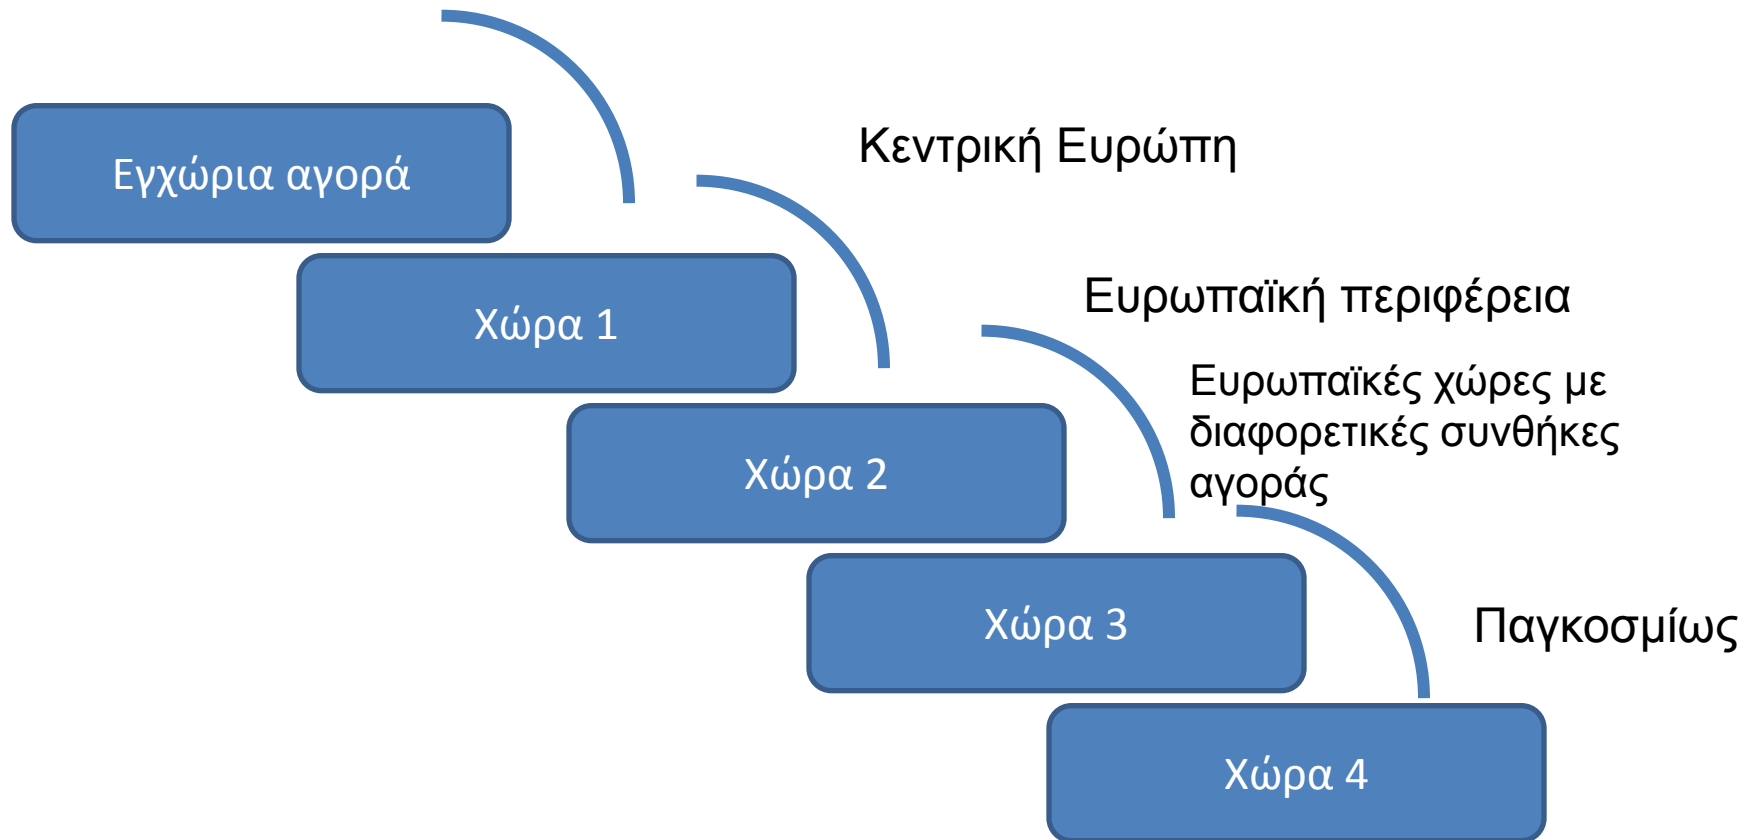 Εγχώρια αγορά
Κεντρική Ευρώπη
Χώρα 1
Ευρωπαϊκή περιφέρεια
Ευρωπαϊκές χώρες με
διαφορετικές συνθήκες
αγοράς
Χώρα 2
Χώρα 3
Παγκοσμίως
Χώρα 4